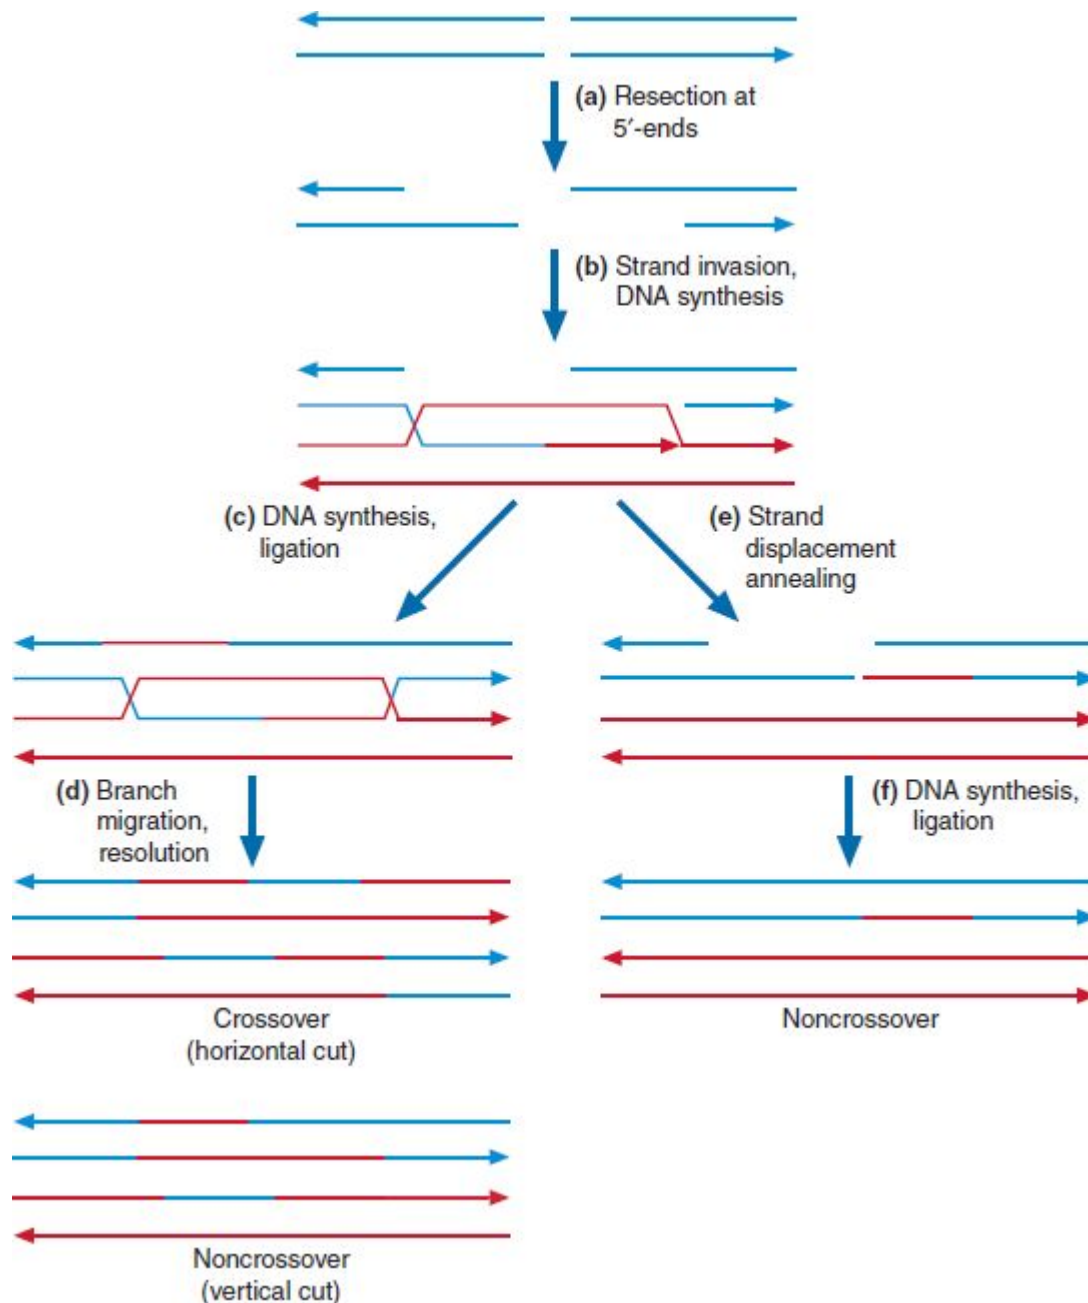 (a) Resection at
5′-ends
(b) Strand invasion,
DNA synthesis
(c) DNA synthesis,
ligation
(e) Strand
displacement
annealing
(d) Branch
migration,
resolution
(f) DNA synthesis,
ligation
Crossover
(horizontal cut)
Noncrossover
Noncrossover
(vertical cut)